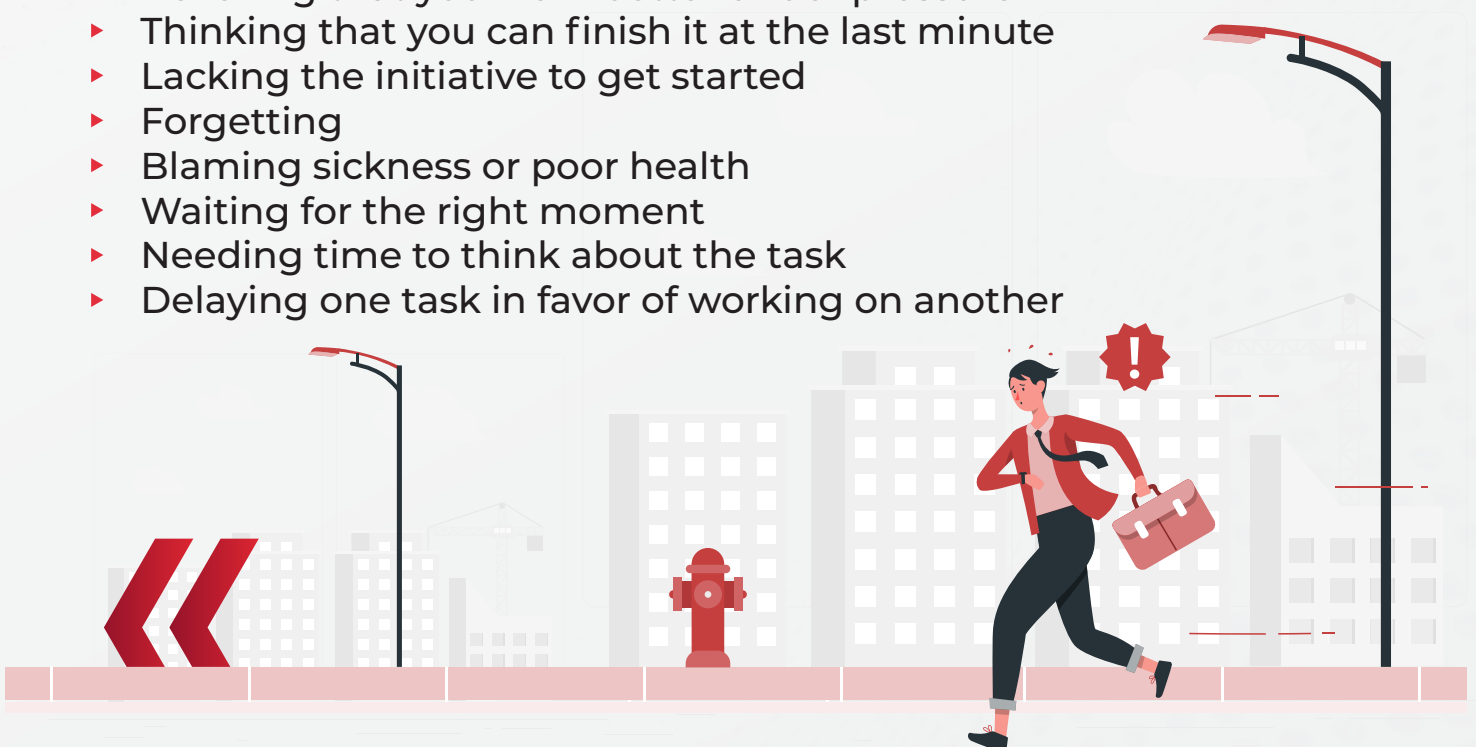 Thinking that you can finish it at the last minute
Lacking the initiative to get started
Forgetting
Blaming sickness or poor health
Waiting for the right moment
Needing time to think about the task
Delaying one task in favor of working on another
!